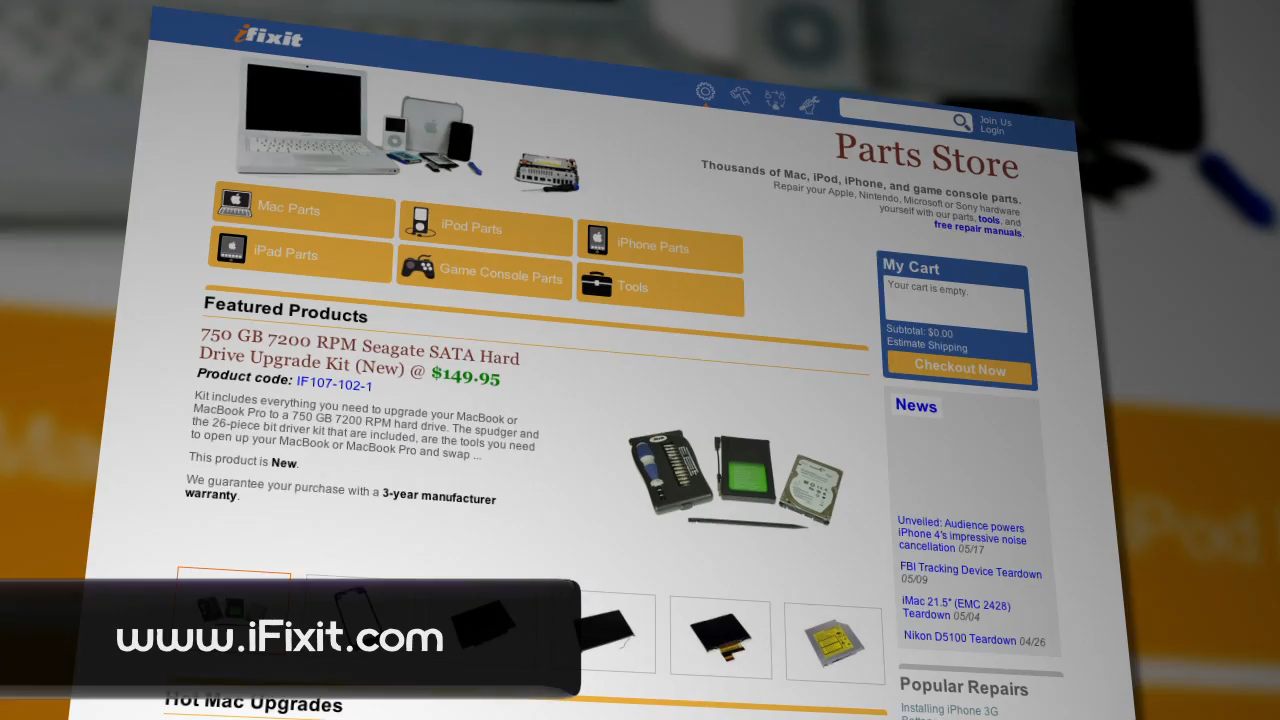 iFixit
Join Us
Login
Parts Store
Thousands of Mac, iPod, iPhone, and game console parts.
Repair your Apple, Nintendo, Microsoft or Sony hardware
yourself with our parts, tools, and
free repair manuals.
Mac Parts
iPod Parts
iPhone Parts
iPad Parts
Game Console Parts
Tools
My Cart
Your cart is empty.
Subtotal: $0.00
Estimate Shipping
Checkout Now
Featured Products
750 GB 7200 RPM Seagate SATA Hard
Drive Upgrade Kit (New) @ $149.95
Product code: IF107-102-1
Kit includes everything you need to upgrade your MacBook or
MacBook Pro to a 750 GB 7200 RPM hard drive. The spudger and
the 26-piece bit driver kit that are included, are the tools you need
to open up your MacBook or MacBook Pro and swap ...
This product is New.
We guarantee your purchase with a 3-year manufacturer
warranty.
News
Unveiled: Audience powers
iPhone 4's impressive noise
cancellation 05/17
FBI Tracking Device Teardown
05/09
iMac 21.5" (EMC 2428)
Teardown 05/04
Nikon D5100 Teardown 04/26
Popular Repairs
Installing iPhone 3G
www.iFixit.com
Hot Mac Upgrades
iPod